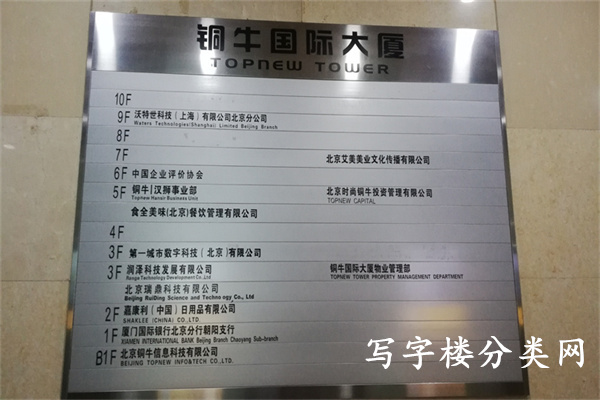 铜牛国际大厦
TOPNEW TOWER
10F
9F 沃特世科技（上海）有限公司北京分公司
Waters Technologies(Shanghai) Limited Beijing Branch
8F
7F 北京艾美美业文化传播有限公司
6F 中国企业评价协会
5F 铜牛|汉狮事业部 北京时尚铜牛投资管理有限公司
Topnew Hansir Business Unit. TOPNEW CAPITAL
食全美味(北京)餐饮管理有限公司
4F
3F 第一城市数字科技（北京）有限公司
3F 润泽科技发展有限公司 铜牛国际大厦物业管理部
Range Technology Development Co.,Ltd TOPNEW TOWER PROPERTY MANAGEMENT DEPARTMENT
北京瑞鼎科技有限公司
Beijing RuiDing Science and Technology Co., Ltd
2F 嘉康利（中国）日用品有限公司
SHAKLEE (CHINA) CO.,LTD.
1F 厦门国际银行北京分行朝阳支行
XIAMEN INTERNATIONAL BANK Beijing Branch Chaoyang Sub-branch
B1F 北京铜牛信息科技有限公司
BEIJING TOPNEW INFO&TECH CO.,LTD.
写字楼分类网